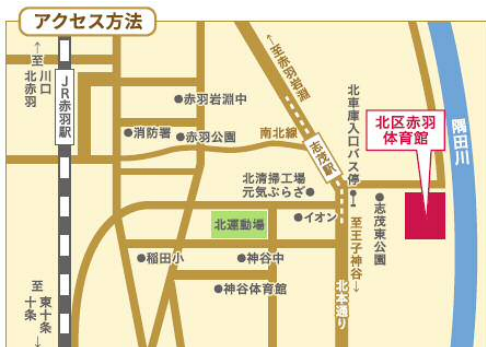 アクセス方法
←至 川口
北赤羽
JR赤羽駅
●赤羽岩淵中
●消防署
●赤羽公園
南北線
←至赤羽岩淵
志茂駅
北車庫入口バス停
北区赤羽
体育館
隅田川
北清掃工場
元気ぷらざ●
●イオン
北運動場
●志茂東公園
至王子神谷→
●稲田小
●神谷中
●神谷体育館
北本通り
至 東十条→
十条